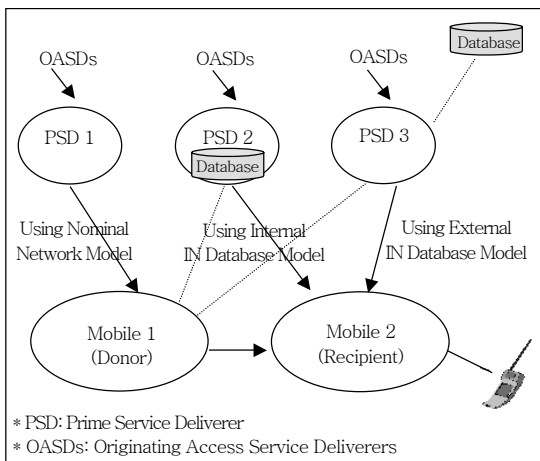 Database
OASDs
OASDs
OASDs
PSD 1
PSD 2
PSD 3
Database
Using Nominal
Network Model
Using Internal
IN Database Model
Using External
IN Database Model
Mobile 1
(Donor)
Mobile 2
(Recipient)
* PSD: Prime Service Deliverer
* OASDs: Originating Access Service Deliverers